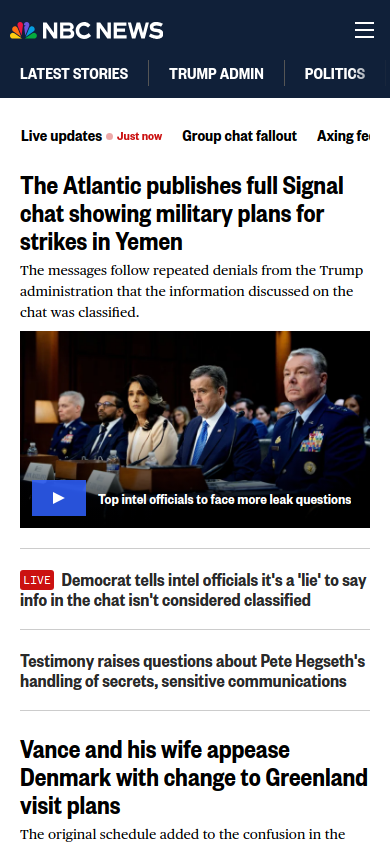 NBC NEWS
LATEST STORIES
TRUMP ADMIN
POLITICS
Live updates
Just now
Group chat fallout
Axing fe
The Atlantic publishes full Signal
chat showing military plans for
strikes in Yemen
The messages follow repeated denials from the Trump
administration that the information discussed on the
chat was classified.
Top intel officials to face more leak questions
LIVE Democrat tells intel officials it's a 'lie' to say
info in the chat isn't considered classified
Testimony raises questions about Pete Hegseth's
handling of secrets, sensitive communications
Vance and his wife appease
Denmark with change to Greenland
visit plans
The original schedule added to the confusion in the